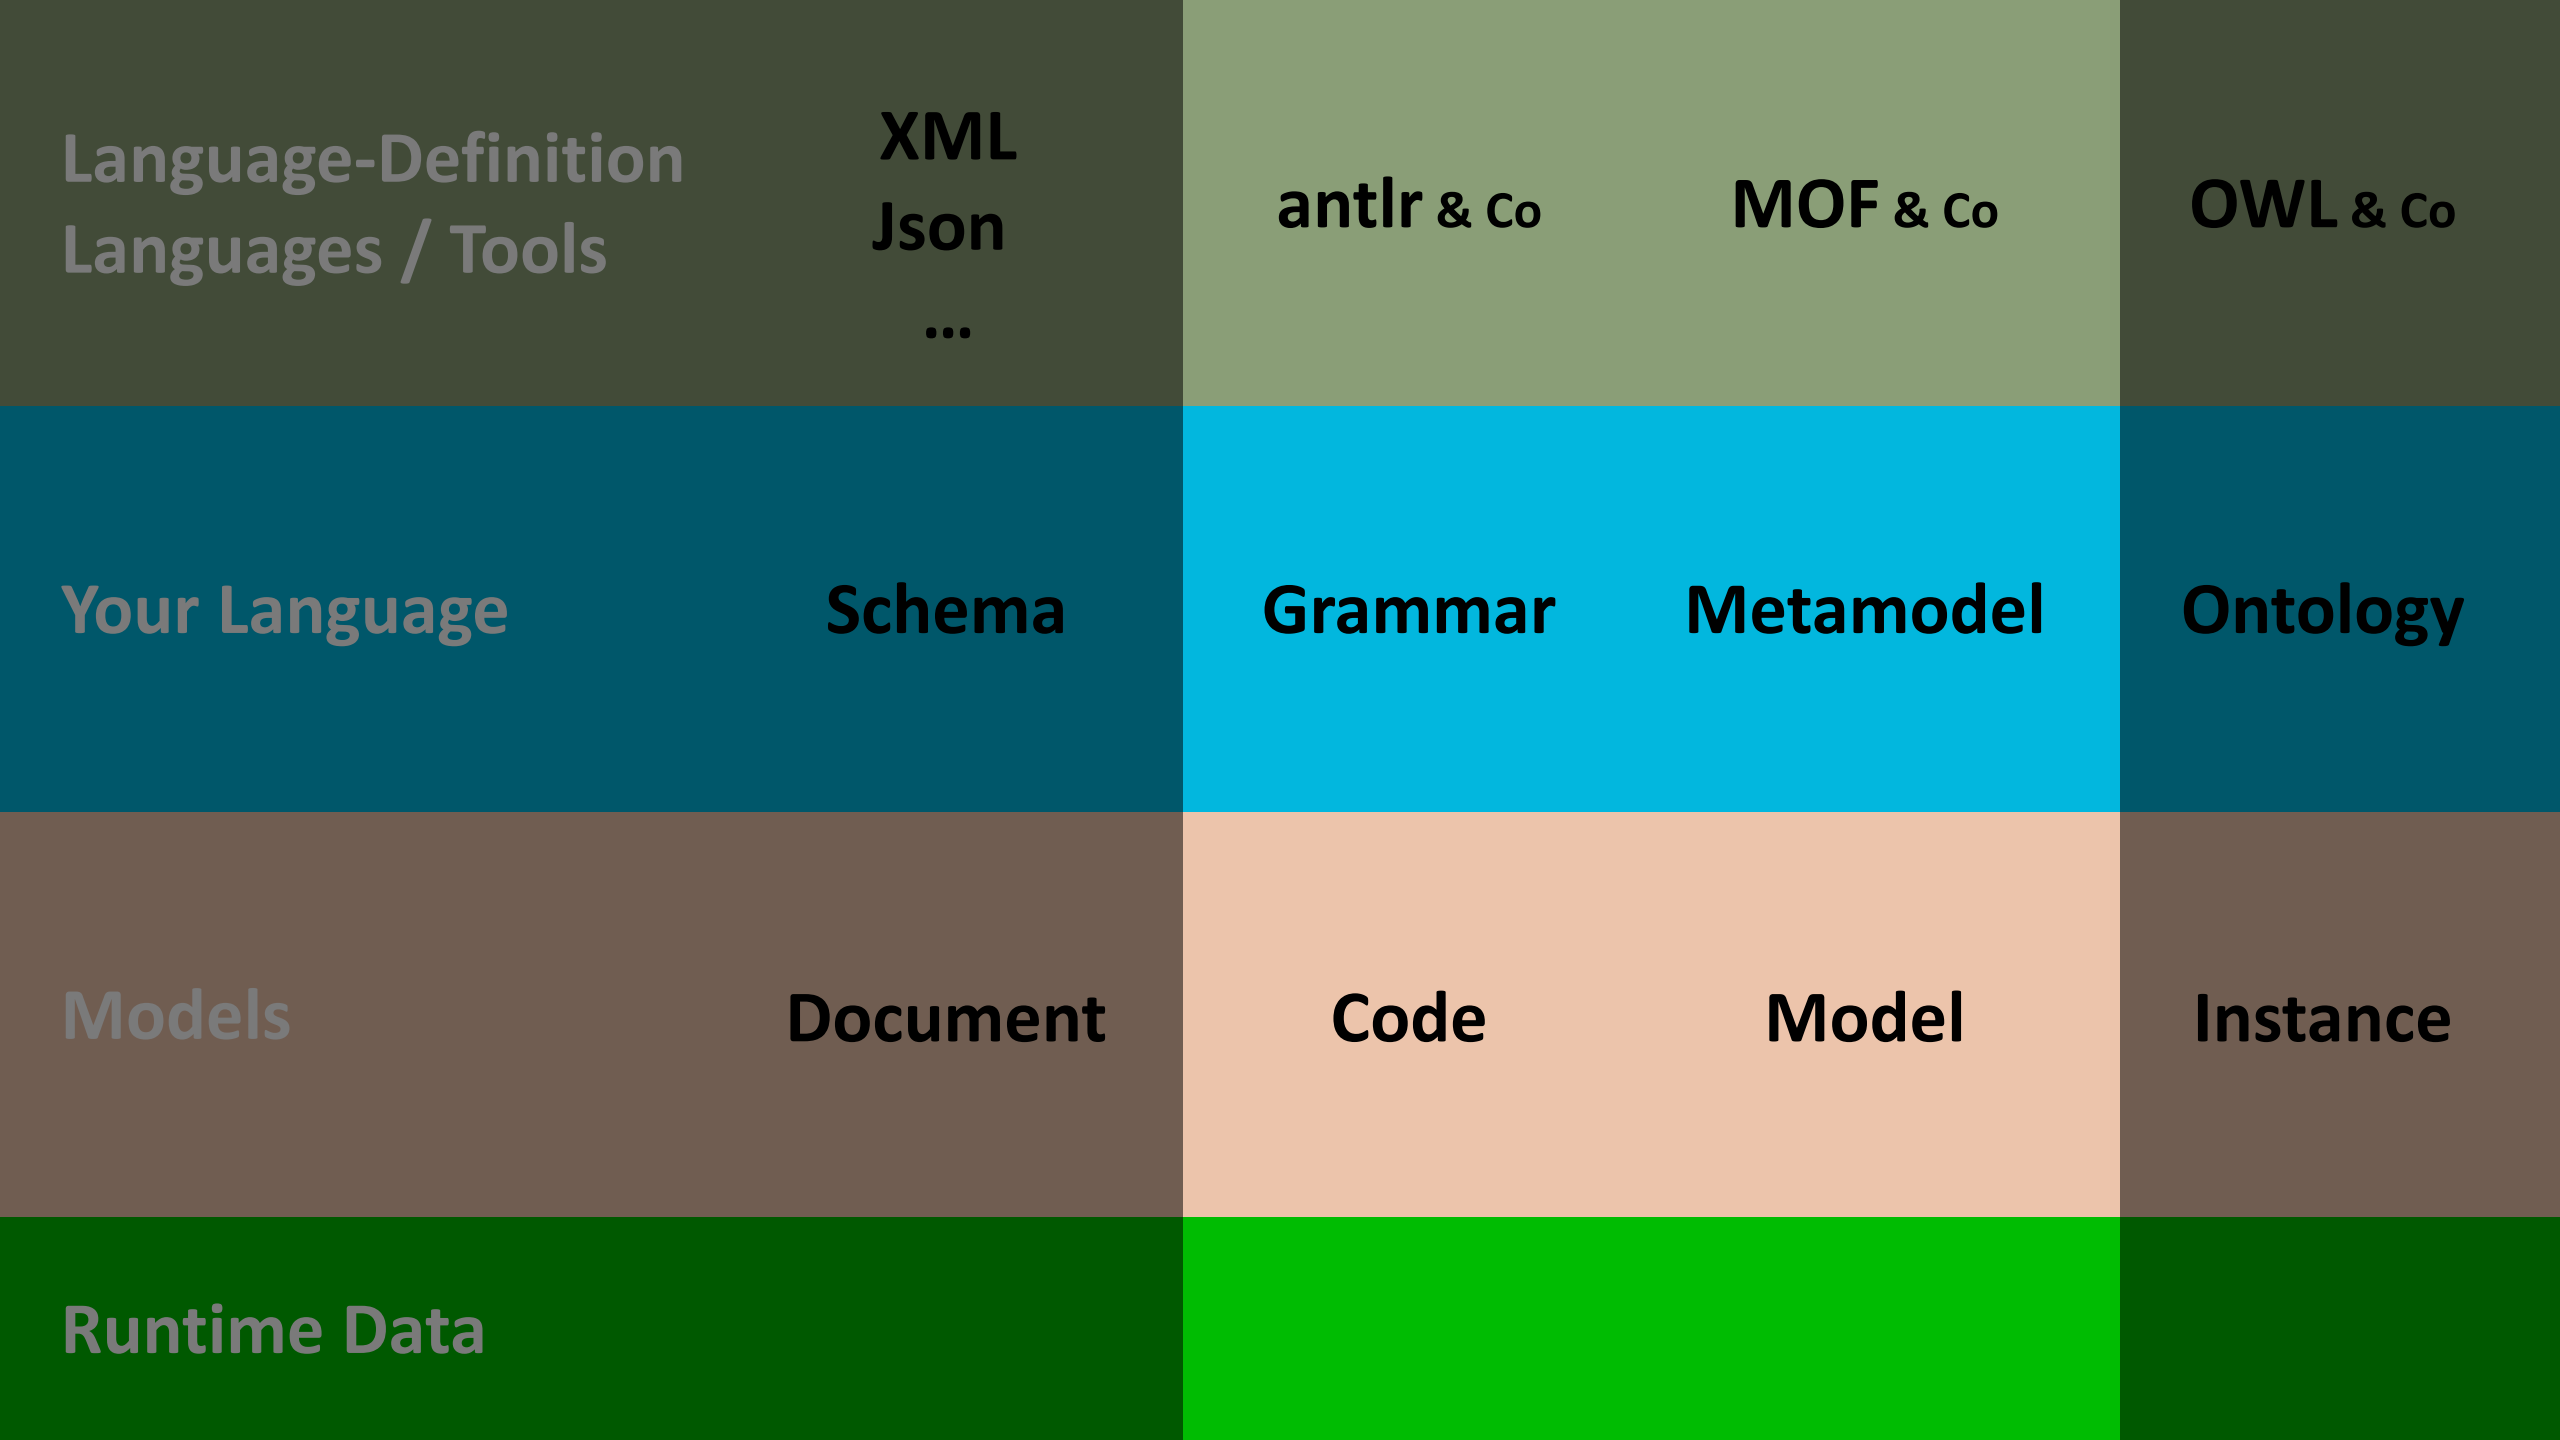 Language-Definition
Languages / Tools
XML
Json
...
antlr & Co
MOF & Co
OWL & Co
Your Language
Schema
Grammar
Metamodel
Ontology
Models
Document
Code
Model
Instance
Runtime Data